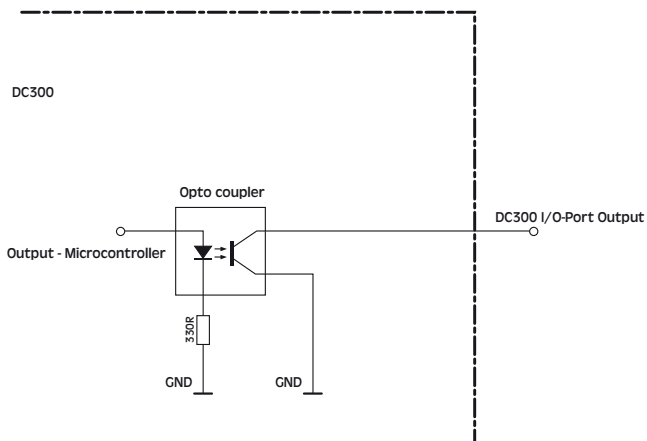 DC300
Opto coupler
DC300 I/O-Port Output
Output - Microcontroller
330R
GND
GND